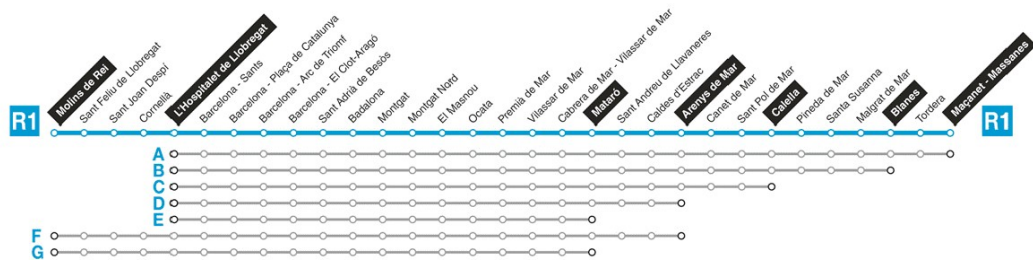 R1
Molins de Rei
Sant Feliu de Llobregat
Sant Joan Despí
Cornellà
L'Hospitalet de Llobregat
Barcelona - Sants
Barcelona - Plaça de Catalunya
Barcelona - Arc de Triomf
Barcelona - El Clot-Aragó
Sant Adrià de Besòs
Badalona
Montgat
Montgat Nord
El Masnou
Ocata
Premià de Mar
Vilassar de Mar
Cabrera de Mar - Vilassar de Mar
Mataró
Sant Andreu de Llavaneres
Caldes d'Estrac
Arenys de Mar
Canet de Mar
Sant Pol de Mar
Calella
Pineda de Mar
Santa Susanna
Malgrat de Mar
Blanes
Tordera
Maçanet - Massanes
R1
A
B
C
D
E
F
G